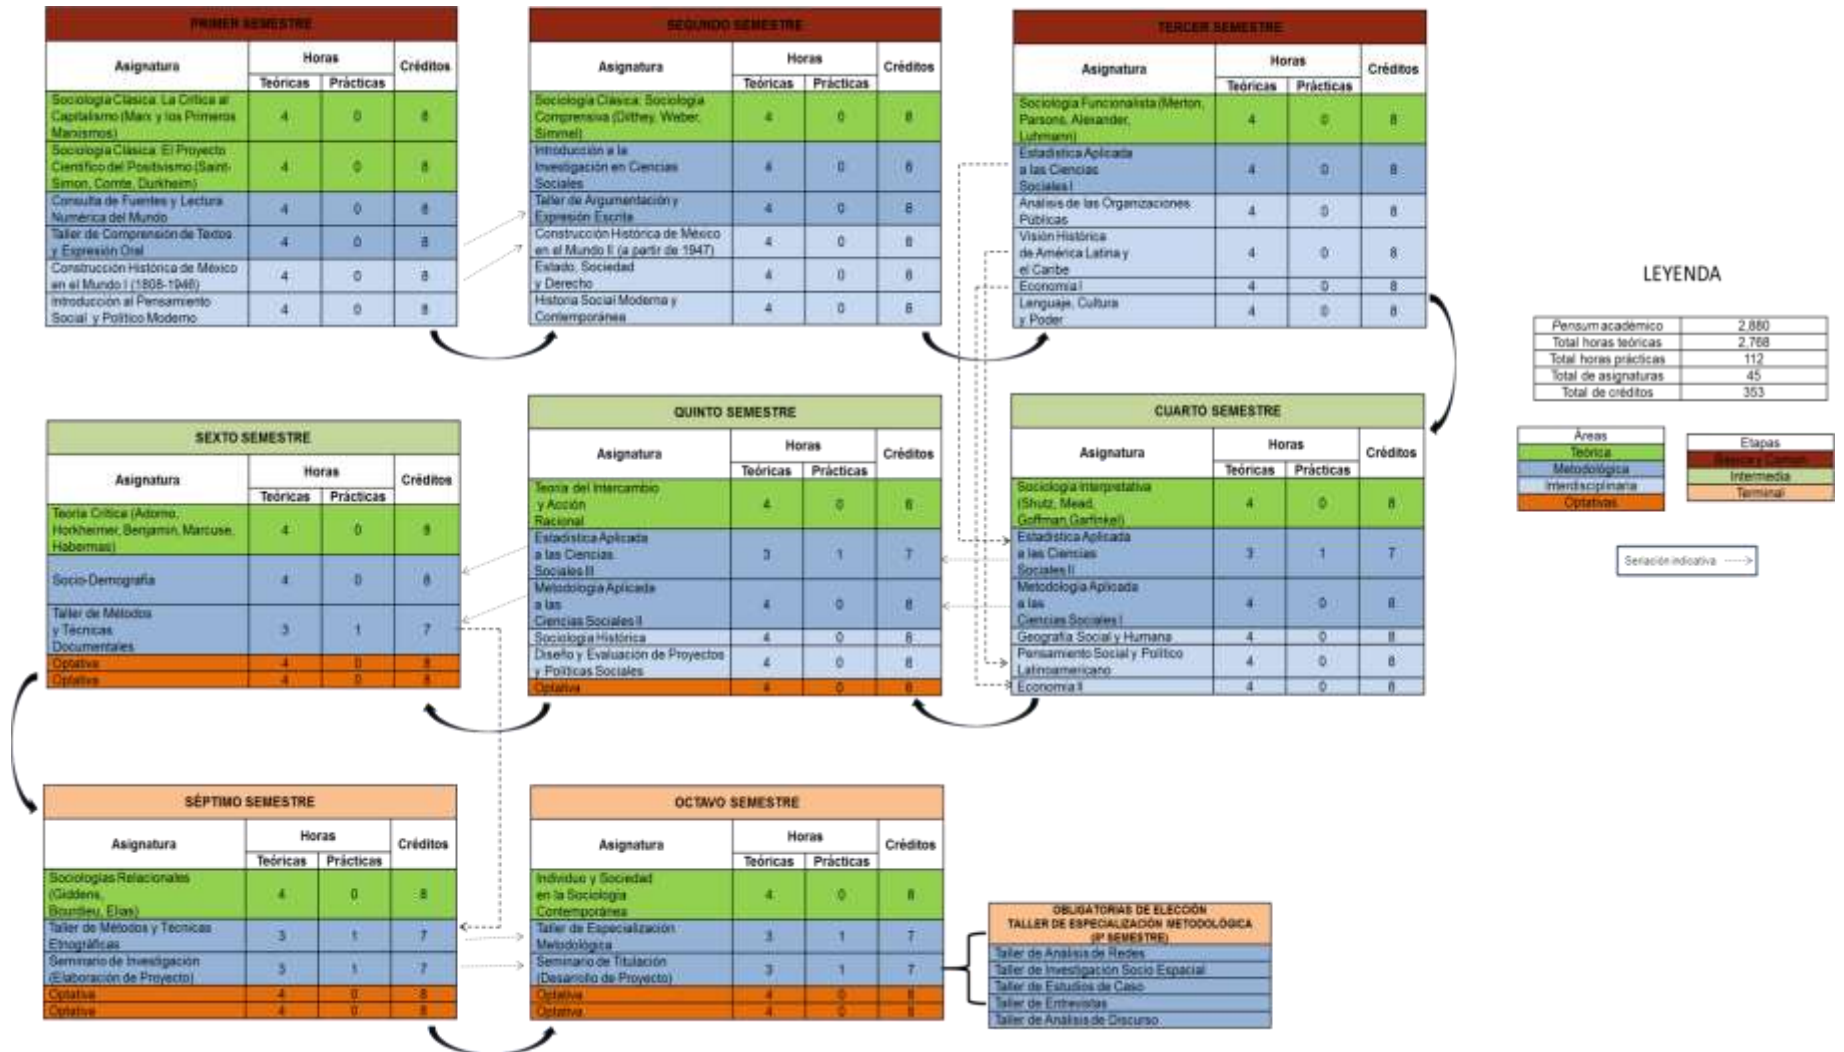 PRIMER SEMESTRE
Asignatura Horas Créditos
Teóricas Prácticas
Sociología Clásica: La Crítica al
Capitalismo (Marx y los Primeros
Marxismos) 4 0 8
Sociología Clásica: El Proyecto
Científico del Positivismo (Saint-
Simon, Comte, Durkheim) 4 0 8
Consulta de Fuentes y Lectura
Numérica del Mundo 4 0 8
Taller de Comprensión de Textos
y Expresión Oral 4 0 8
Construcción Histórica de México
en el Mundo I (1808-1946) 4 0 8
Introducción al Pensamiento
Social y Político Moderno 4 0 8
SEGUNDO SEMESTRE
Asignatura Horas Créditos
Teóricas Prácticas
Sociología Clásica: Sociología
Comprensiva (Dilthey, Weber,
Simmel) 4 0 8
Introducción a la
Investigación en Ciencias
Sociales 4 0 8
Taller de Argumentación y
Expresión Escrita 4 0 8
Construcción Histórica de México
en el Mundo II (a partir de 1947) 4 0 8
Estado, Sociedad
y Derecho 4 0 8
Historia Social Moderna y
Contemporánea 4 0 8
TERCER SEMESTRE
Asignatura Horas Créditos
Teóricas Prácticas
Sociología Funcionalista (Merton,
Parsons, Alexander,
Luhmann) 4 0 8
Estadística Aplicada
a las Ciencias
Sociales I 4 0 8
Análisis de las Organizaciones
Públicas 4 0 8
Visión Histórica
de América Latina y
el Caribe 4 0 8
Economía I 4 0 8
Lenguaje, Cultura
y Poder 4 0 8
LEYENDA
Pensum académico 2,880
Total horas teóricas 2,768
Total horas prácticas 112
Total de asignaturas 45
Total de créditos 353
Áreas
Teórica
Metodológica
Interdisciplinaria
Optativas
Etapas
Básica y Común
Intermedia
Terminal
Seriación indicativa
SEXTO SEMESTRE
Asignatura Horas Créditos
Teóricas Prácticas
Teoría Crítica (Adorno,
Horkheimer, Benjamin, Marcuse,
Habermas) 4 0 8
Socio-Demografía 4 0 8
Taller de Métodos
y Técnicas
Documentales 3 1 7
Optativa 4 0 8
Optativa 4 0 8
QUINTO SEMESTRE
Asignatura Horas Créditos
Teóricas Prácticas
Teoría del Intercambio
y Acción
Racional 4 0 8
Estadística Aplicada
a las Ciencias
Sociales III 3 1 7
Metodología Aplicada
a las
Ciencias Sociales II 4 0 8
Sociología Histórica 4 0 8
Diseño y Evaluación de Proyectos
y Políticas Sociales 4 0 8
Optativa 4 0 8
CUARTO SEMESTRE
Asignatura Horas Créditos
Teóricas Prácticas
Sociología Interpretativa
(Shutz, Mead,
Goffman, Garfinkel) 4 0 8
Estadística Aplicada
a las Ciencias
Sociales II 3 1 7
Metodología Aplicada
a las
Ciencias Sociales I 4 0 8
Geografía Social y Humana 4 0 8
Pensamiento Social y Político
Latinoamericano 4 0 8
Economía II 4 0 8
SÉPTIMO SEMESTRE
Asignatura Horas Créditos
Teóricas Prácticas
Sociologías Relacionales
(Giddens,
Bourdieu, Elias) 4 0 8
Taller de Métodos y Técnicas
Etnográficas 3 1 7
Seminario de Investigación
(Elaboración de Proyecto) 3 1 7
Optativa 4 0 8
Optativa 4 0 8
OCTAVO SEMESTRE
Asignatura Horas Créditos
Teóricas Prácticas
Individuo y Sociedad
en la Sociología
Contemporánea 4 0 8
Taller de Especialización
Metodológica 3 1 7
Seminario de Titulación
(Desarrollo de Proyecto) 3 1 7
Optativa 4 0 8
Optativa 4 0 8
OBLIGATORIAS DE ELECCIÓN
TALLER DE ESPECIALIZACIÓN METODOLÓGICA
(8º SEMESTRE)
Taller de Análisis de Redes
Taller de Investigación Socio Espacial
Taller de Estudios de Caso
Taller de Entrevistas
Taller de Análisis de Discurso